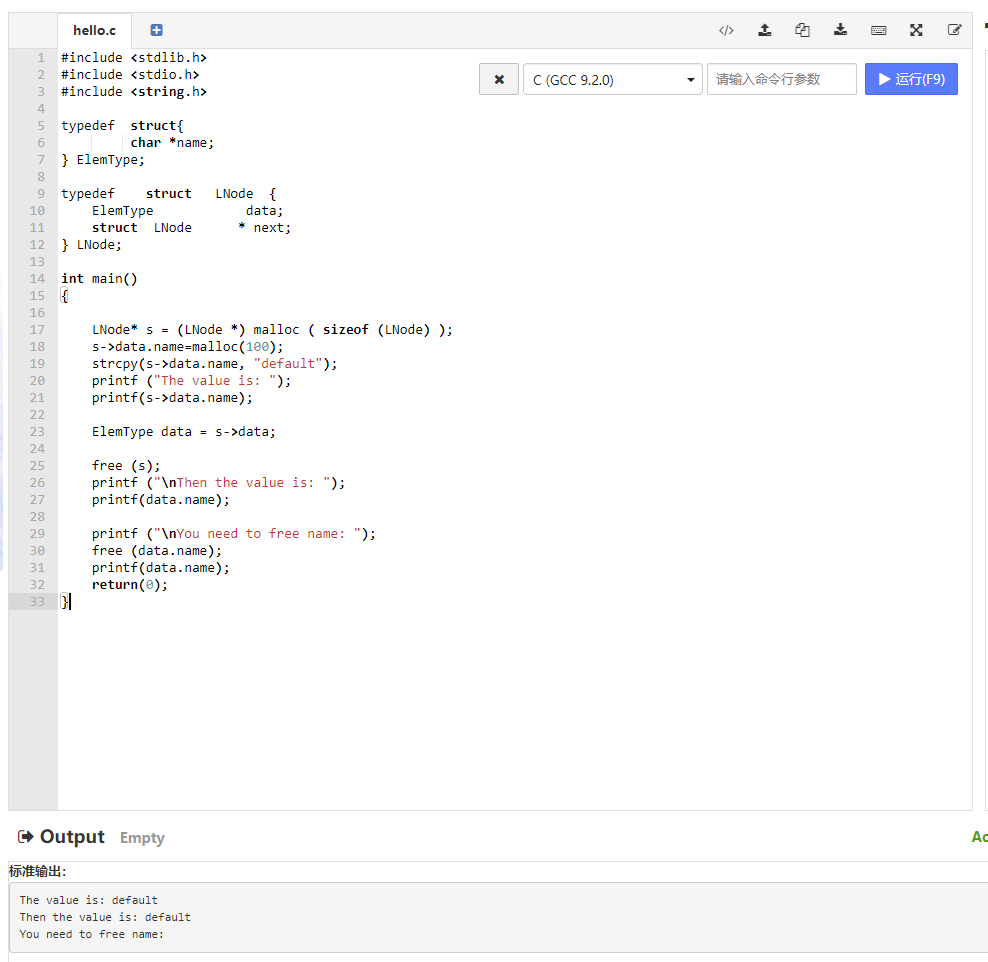 hello.c
C (GCC 9.2.0)
请输入命令行参数
运行(F9)
1 #include <stdlib.h>
2 #include <stdio.h>
3 #include <string.h>
4
5 typedef  struct{
6          char *name;
7 } ElemType;
8
9 typedef    struct   LNode  {
10     ElemType            data;
11     struct  LNode      * next;
12 } LNode;
13
14 int main()
15 {
16
17     LNode* s = (LNode *) malloc ( sizeof (LNode) );
18     s->data.name=malloc(100);
19     strcpy(s->data.name, "default");
20     printf ("The value is: ");
21     printf(s->data.name);
22
23     ElemType data = s->data;
24
25     free (s);
26     printf ("\nThen the value is: ");
27     printf(data.name);
28
29     printf ("\nYou need to free name: ");
30     free (data.name);
31     printf(data.name);
32     return(0);
33 }
Output Empty
Ac
标准输出:
The value is: default
Then the value is: default
You need to free name: